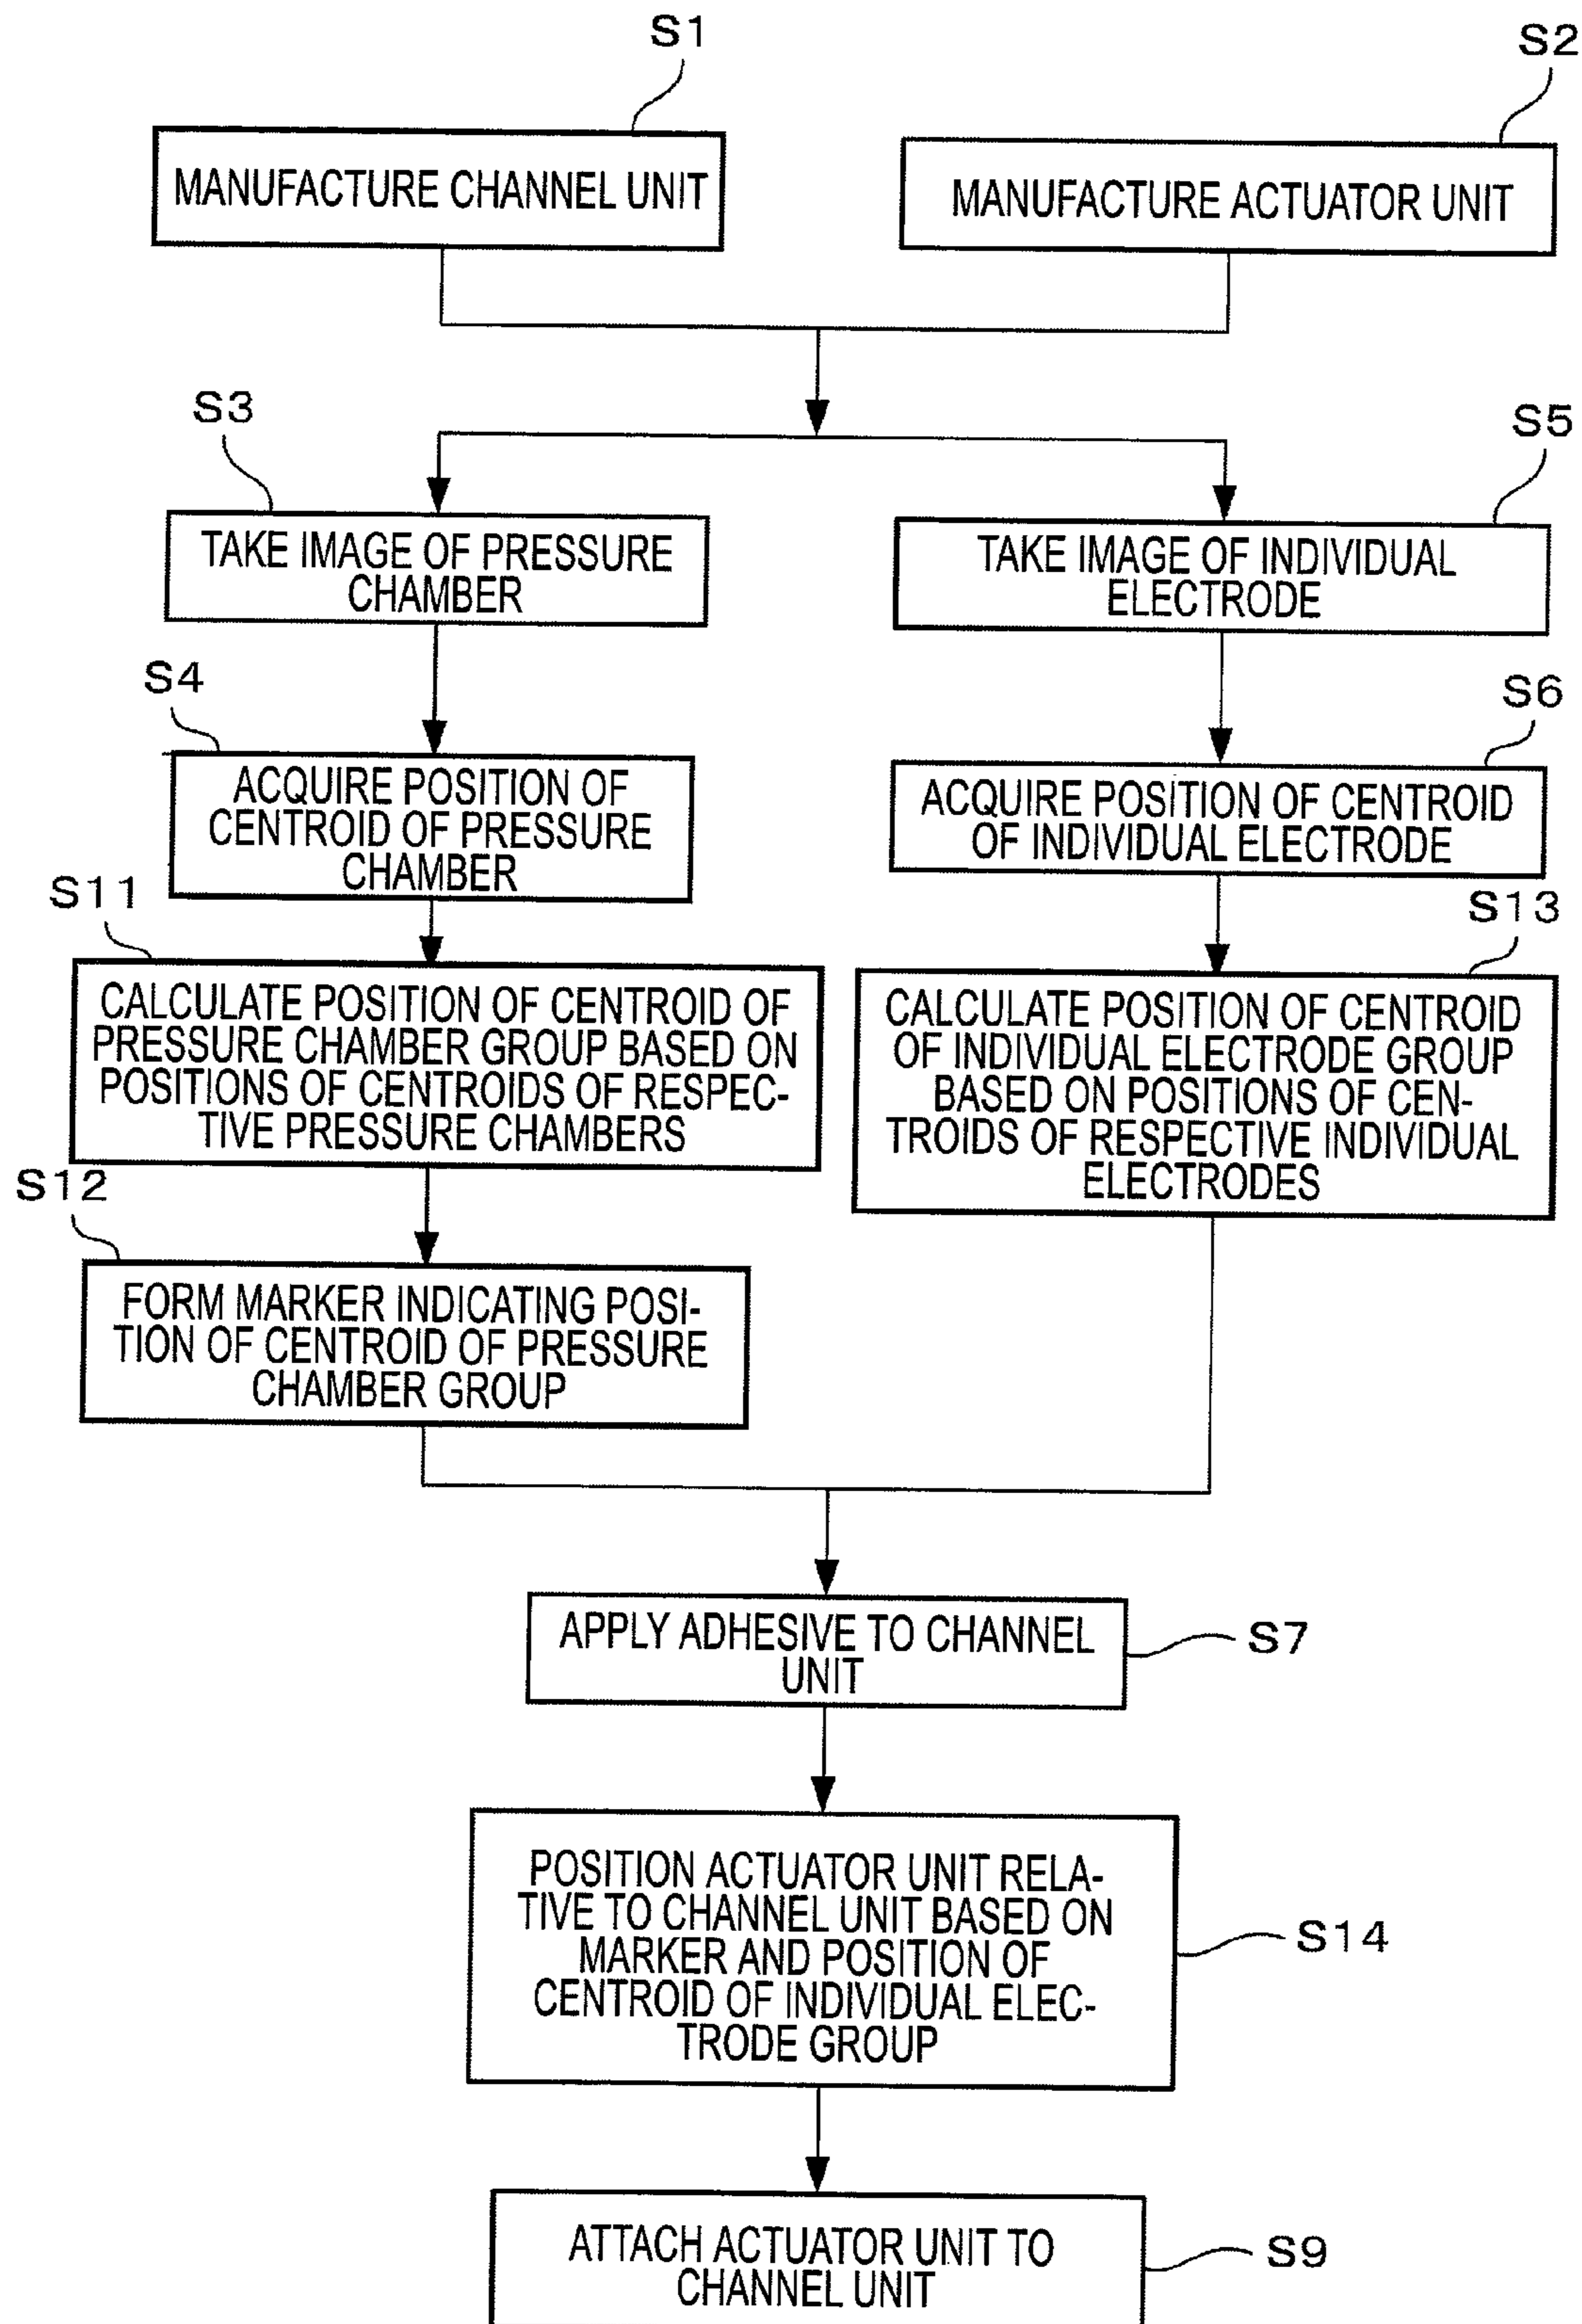 S1
S2
MANUFACTURE CHANNEL UNIT
MANUFACTURE ACTUATOR UNIT
S3
S5
TAKE IMAGE OF PRESSURE
CHAMBER
TAKE IMAGE OF INDIVIDUAL
ELECTRODE
S4
S6
ACQUIRE POSITION OF
CENTROID OF PRESSURE
CHAMBER
ACQUIRE POSITION OF CENTROID
OF INDIVIDUAL ELECTRODE
S11
S13
CALCULATE POSITION OF CENTROID OF
PRESSURE CHAMBER GROUP BASED ON
POSITIONS OF CENTROIDS OF RESPEC-
TIVE PRESSURE CHAMBERS
CALCULATE POSITION OF CENTROID
OF INDIVIDUAL ELECTRODE GROUP
BASED ON POSITIONS OF CEN-
TROIDS OF RESPECTIVE INDIVIDUAL
ELECTRODES
S12
FORM MARKER INDICATING POSI-
TION OF CENTROID OF PRESSURE
CHAMBER GROUP
APPLY ADHESIVE TO CHANNEL
UNIT
S7
POSITION ACTUATOR UNIT RELA-
TIVE TO CHANNEL UNIT BASED ON
MARKER AND POSITION OF
CENTROID OF INDIVIDUAL ELEC-
TRODE GROUP
S14
ATTACH ACTUATOR UNIT TO
CHANNEL UNIT
S9